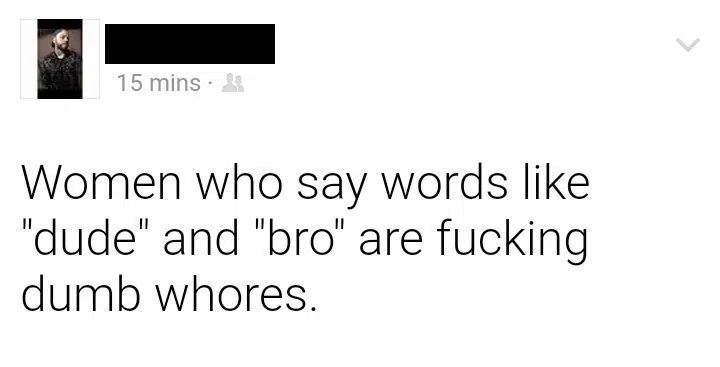 15 mins ·
Women who say words like
"dude" and "bro" are fucking
dumb whores.